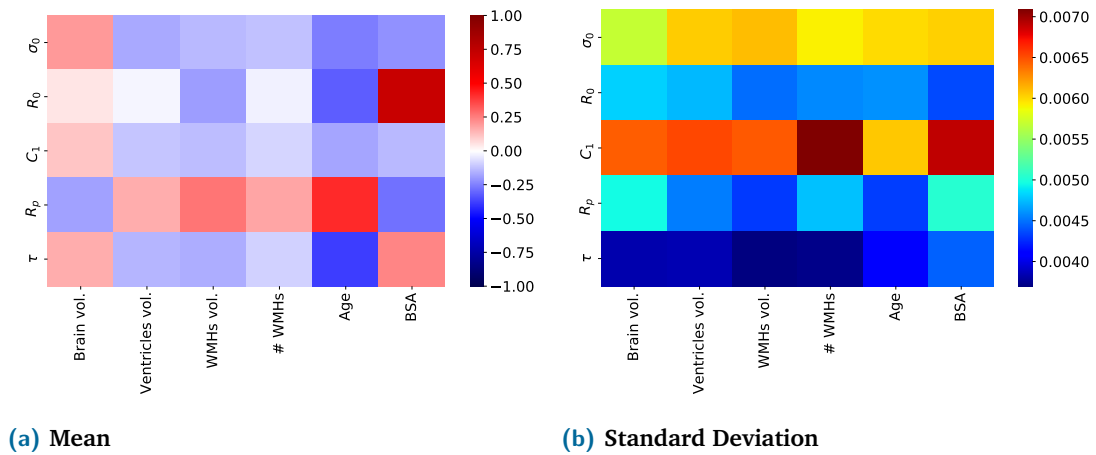 σ₀
R₀
C₁
Rₚ
τ
Brain vol.
Ventricles vol.
WMHs vol.
# WMHs
Age
BSA
1.00
0.75
0.50
0.25
0.00
−0.25
−0.50
−0.75
−1.00
(a) Mean
σ₀
R₀
C₁
Rₚ
τ
Brain vol.
Ventricles vol.
WMHs vol.
# WMHs
Age
BSA
0.0070
0.0065
0.0060
0.0055
0.0050
0.0045
0.0040
(b) Standard Deviation